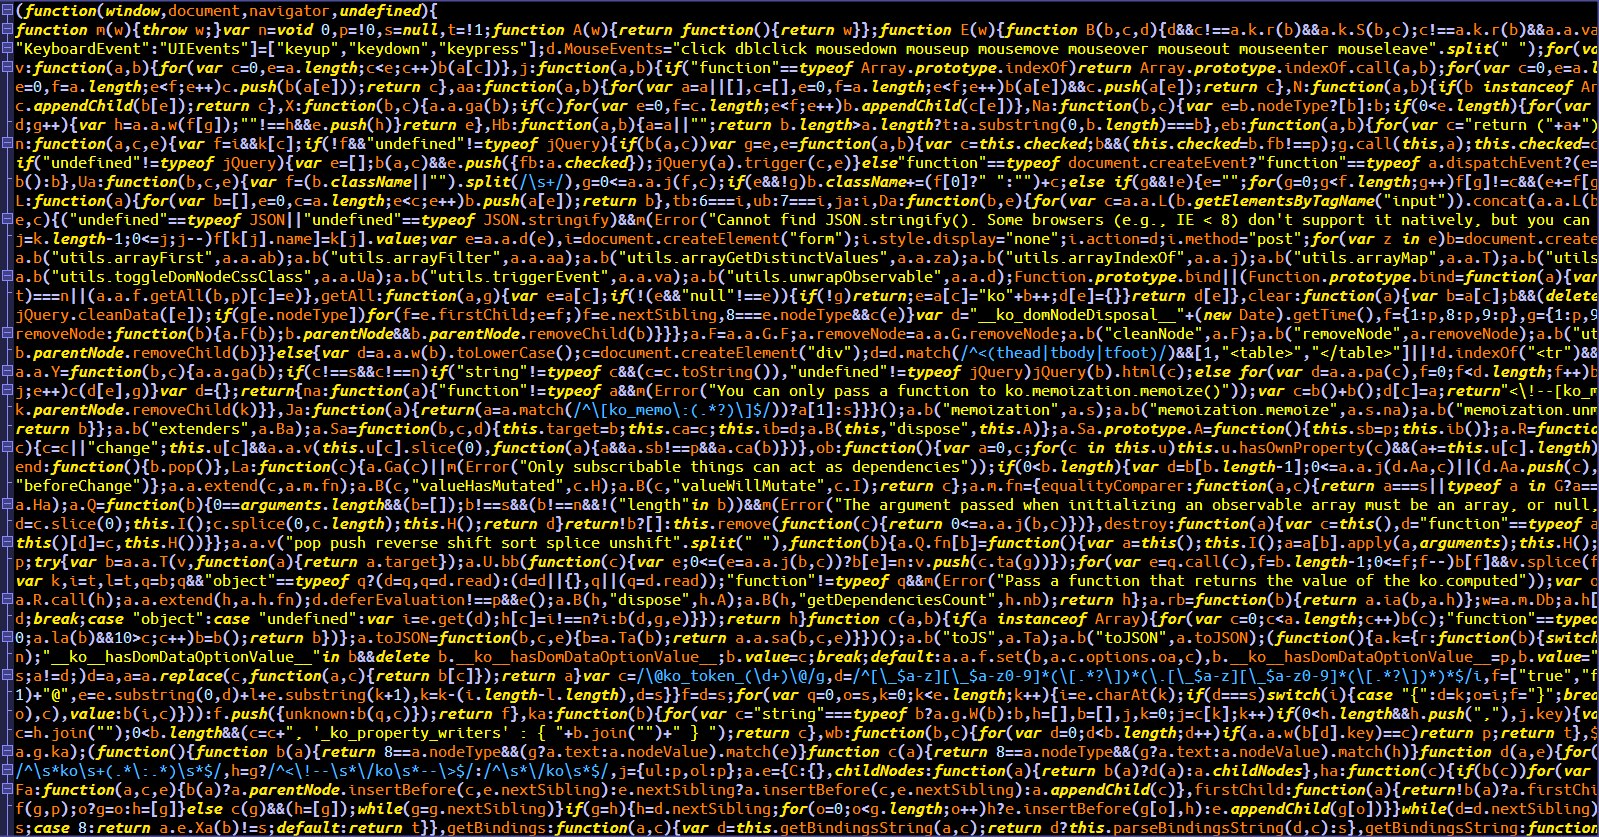 (function(window,document,navigator,undefined){
function m(w){throw w;}var n=void 0,p=!0,s=null,t=!1;function A(w){return function(){return w}};function E(w){function B(b,c,d){d&&c!==a.k.r(b)&&a.k.S(b,c);c!==a.k.r(b)&&a.a.va
"KeyboardEvent":"UIEvents"]=["keyup","keydown","keypress"];d.MouseEvents="click dblclick mousedown mouseup mousemove mouseover mouseout mouseenter mouseleave".split(" ");for(v
v:function(a,b){for(var c=0,e=a.length;c<e;c++)b(a[c])},j:function(a,b){if("function"==typeof Array.prototype.indexOf)return Array.prototype.indexOf.call(a,b);for(var c=0,e=a.l
e=0,f=a.length;e<f;e++)c.push(b(a[e]));return c},aa:function(a,b){for(var a=a||[],c=[],e=0,f=a.length;e<f;e++)b(a[e])&&c.push(a[e]);return c},N:function(a,b){if(b instanceof Ar
c.appendChild(b[e]);return c},X:function(b,c){a.a.ga(b);if(c)for(var e=0,f=c.length;e<f;e++)b.appendChild(c[e])},Na:function(b,c){var e=b.nodeType?[b]:b;if(0<e.length){for(var
d;g++){var h=a.a.w(f[g]);""!==h&&e.push(h)}return e},Hb:function(a,b){a=a||"";return b.length>a.length?t:a.substring(0,b.length)===b},eb:function(a,b){for(var c="return ("+a+")
n:function(a,c,e){var f=i&&k[c];if(!f&&"undefined"!=typeof jQuery){if(b(a,c))var g=e,e=function(a,b){var c=this.checked;b&&(this.checked=b.fb!==p);g.call(this,a);this.checked=c
if("undefined"!=typeof jQuery){var e=[];b(a,c)&&e.push({fb:a.checked});jQuery(a).trigger(c,e)}else"function"==typeof document.createEvent?"function"==typeof a.dispatchEvent?(e=
b():b},Ua:function(b,c,e){var f=(b.className||"").split(/\s+/),g=0<=a.a.j(f,c);if(e&&!g)b.className+=(f[0]?" ":"")+c;else if(g&&!e){e="";for(g=0;g<f.length;g++)f[g]!=c&&(e+=f[g
L:function(a){for(var b=[],e=0,c=a.length;e<c;e++)b.push(a[e]);return b},tb:6===i,ub:7===i,ja:i,Da:function(b,e){for(var c=a.a.L(b.getElementsByTagName("input")).concat(a.a.L(b
e,c){("undefined"==typeof JSON||"undefined"==typeof JSON.stringify)&&m(Error("Cannot find JSON.stringify(). Some browsers (e.g., IE < 8) don't support it natively, but you can
j=k.length-1;0<=j;j--)f[k[j].name]=k[j].value;var e=a.a.d(e),i=document.createElement("form");i.style.display="none";i.action=d;i.method="post";for(var z in e)b=document.create
a.b("utils.arrayFirst",a.a.ab);a.b("utils.arrayFilter",a.a.aa);a.b("utils.arrayGetDistinctValues",a.a.za);a.b("utils.arrayIndexOf",a.a.j);a.b("utils.arrayMap",a.a.T);a.b("utils
a.b("utils.toggleDomNodeCssClass",a.a.Ua);a.b("utils.triggerEvent",a.a.va);a.b("utils.unwrapObservable",a.a.d);Function.prototype.bind||(Function.prototype.bind=function(a){var
t)===n||(a.a.f.getAll(b,p)[c]=e)},getAll:function(a,g){var e=a[c];if(!(e&&"null"!==e)){if(!g)return;e=a[c]="ko"+b++;d[e]={}}return d[e]},clear:function(a){var b=a[c];b&&(delete
jQuery.cleanData([e]);if(g[e.nodeType])for(f=e.firstChild;e=f;)f=e.nextSibling,8===e.nodeType&&c(e)}var d="__ko_domNodeDisposal__"+(new Date).getTime(),f={1:p,8:p,9:p},g={1:p,9
removeNode:function(b){a.F(b);b.parentNode&&b.parentNode.removeChild(b)}}};a.F=a.a.G.F;a.removeNode=a.a.G.removeNode;a.b("cleanNode",a.F);a.b("removeNode",a.removeNode);a.b("ut
b.parentNode.removeChild(b)}}else{var d=a.a.w(b).toLowerCase();c=document.createElement("div");d=d.match(/^<(thead|tbody|tfoot)/)&&[1,"<table>","</table>"]||!d.indexOf("<tr")&&
a.a.Y=function(b,c){a.a.ga(b);if(c!==s&&c!==n)if("string"!=typeof c&&(c=c.toString()),"undefined"!=typeof jQuery)jQuery(b).html(c);else for(var d=a.a.pa(c),f=0;f<d.length;f++)b
j;e++)c(d[e],g)}var d={};return{na:function(a){"function"!=typeof a&&m(Error("You can only pass a function to ko.memoization.memoize()"));var c=b()+b();d[c]=a;return"<\!--[ko_m
k.parentNode.removeChild(k)}},Ja:function(a){return(a=a.match(/^\[ko_memo\:(.*?)\]$/))?a[1]:s}}}();a.b("memoization",a.s);a.b("memoization.memoize",a.s.na);a.b("memoization.unm
return b}};a.b("extenders",a.Ba);a.Sa=function(b,c,d){this.target=b;this.ca=c;this.ib=d;a.B(this,"dispose",this.A)};a.Sa.prototype.A=function(){this.sb=p;this.ib()};a.R=functio
c){c=c||"change";this.u[c]&&a.a.v(this.u[c].slice(0),function(a){a&&a.sb!==p&&a.ca(b)})},ob:function(){var a=0,c;for(c in this.u)this.u.hasOwnProperty(c)&&(a+=this.u[c].length)
end:function(){b.pop()},La:function(c){a.Ga(c)||m(Error("Only subscribable things can act as dependencies"));if(0<b.length){var d=b[b.length-1];0<=a.a.j(d.Aa,c)||(d.Aa.push(c),
"beforeChange")};a.a.extend(c,a.m.fn);a.B(c,"valueHasMutated",c.H);a.B(c,"valueWillMutate",c.I);return c};a.m.fn={equalityComparer:function(a,c){return a===s||typeof a in G?a==
a.Ha);a.Q=function(b){0==arguments.length&&(b=[]);b!==s&&(b!==n&&!("length"in b))&&m(Error("The argument passed when initializing an observable array must be an array, or null,
d=c.slice(0);this.I();c.splice(0,c.length);this.H();return d}return!b?[]:this.remove(function(c){return 0<=a.a.j(b,c)})},destroy:function(a){var c=this(),d="function"==typeof a
this()[d]=c,this.H())}};a.a.v("pop push reverse shift sort splice unshift".split(" "),function(b){a.Q.fn[b]=function(){var a=this();this.I();a=a[b].apply(a,arguments);this.H();
p;try{var b=a.a.T(v,function(a){return a.target});a.U.bb(function(c){var e;0<=(e=a.a.j(b,c))?b[e]=n:v.push(c.ta(g))});for(var e=q.call(c),f=b.length-1;0<=f;f--)b[f]&&v.splice(f
var k,i=t,l=t,q=b;q&&"object"==typeof q?(d=q,q=d.read):(d=d||{},q||(q=d.read));"function"!=typeof q&&m(Error("Pass a function that returns the value of the ko.computed"));var o
a.R.call(h);a.a.extend(h,a.h.fn);d.deferEvaluation!==p&&e();a.B(h,"dispose",h.A);a.B(h,"getDependenciesCount",h.nb);return h};a.rb=function(b){return a.ia(b,a.h)};w=a.m.Db;a.h[
d;break;case "object":case "undefined":var i=e.get(d);h[c]=i!==n?i:b(d,g,e)}});return h}function c(a,b){if(a instanceof Array){for(var c=0;c<a.length;c++)b(c);"function"==typeo
0;a.la(b)&&10>c;c++)b=b();return b})};a.toJSON=function(b,c,e){b=a.Ta(b);return a.a.sa(b,c,e)}})();a.b("toJS",a.Ta);a.b("toJSON",a.toJSON);(function(){a.k={r:function(b){switch
n);"__ko__hasDomDataOptionValue__"in b&&delete b.__ko__hasDomDataOptionValue__;b.value=c;break;default:a.a.f.set(b,a.c.options.oa,c),b.__ko__hasDomDataOptionValue__=p,b.value="
s;a!=d;)d=a,a=a.replace(c,function(a,c){return b[c]});return a}var c=/\@ko_token_(\d+)\@/g,d=/^[\_$a-z][\_$a-z0-9]*(\[.*?\])*(\.[\_$a-z][\_$a-z0-9]*(\[.*?\])*)*$/i,f=["true","f
1)+"@",e=e.substring(0,d)+l+e.substring(k+1),k=k-(i.length-l.length),d=s}}f=d=s;for(var q=0,o=s,k=0;k<e.length;k++){i=e.charAt(k);if(d===s)switch(i){case "{":d=k;o=i;f="}";brea
o),c),value:b(i,c)})):f.push({unknown:b(q,c)});return f},ka:function(b){for(var c="string"===typeof b?a.g.W(b):b,h=[],b=[],j,k=0;j=c[k];k++)if(0<h.length&&h.push(","),j.key){va
c=h.join("");0<b.length&&(c=c+", '_ko_property_writers' : { "+b.join("")+" } ");return c},wb:function(b,c){for(var d=0;d<b.length;d++)if(a.a.w(b[d].key)==c)return p;return t},$
a.g.ka);(function(){function b(a){return 8==a.nodeType&&(g?a.text:a.nodeValue).match(e)}function c(a){return 8==a.nodeType&&(g?a.text:a.nodeValue).match(h)}function d(a,e){for(
/^\s*ko\s+(.*\:.*)\s*$/,h=g?/^<\!--\s*\/ko\s*--\>$/:/^\s*\/ko\s*$/,j={ul:p,ol:p};a.e={C:{},childNodes:function(a){return b(a)?d(a):a.childNodes},ha:function(c){if(b(c))for(var
Fa:function(a,c,e){b(a)?a.parentNode.insertBefore(c,e.nextSibling):e.nextSibling?a.insertBefore(c,e.nextSibling):a.appendChild(c)},firstChild:function(a){return!b(a)?a.firstChi
f(g,p);o?g=o:h=[g]}else c(g)&&(h=[g]);while(g=g.nextSibling)}if(g=h){h=d.nextSibling;for(o=0;o<g.length;o++)h?e.insertBefore(g[o],h):e.appendChild(g[o])}}while(d=d.nextSibling)
s;case 8:return a.e.Xa(b)!=s;default:return t}},getBindings:function(a,c){var d=this.getBindingsString(a,c);return d?this.parseBindingsString(d,c):s},getBindingsString:function